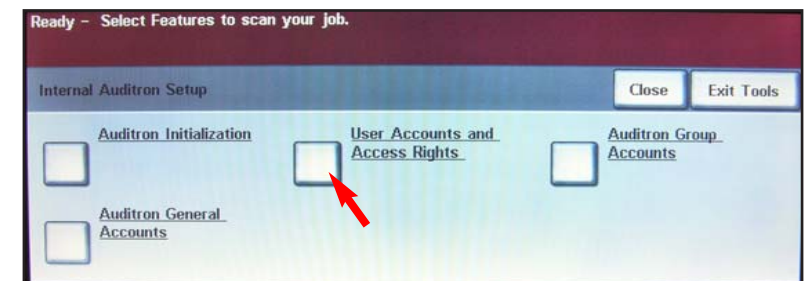 Ready - Select Features to scan your job.
Internal Auditron Setup
Close
Exit Tools
Auditron Initialization
User Accounts and
Access Rights
Auditron Group
Accounts
Auditron General
Accounts